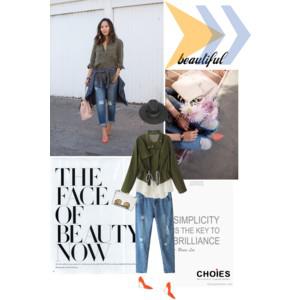 beautiful
THE
FACE
OF
BEAUTY
NOW
SIMPLICITY
IS THE KEY TO
BRILLIANCE
CHOiES